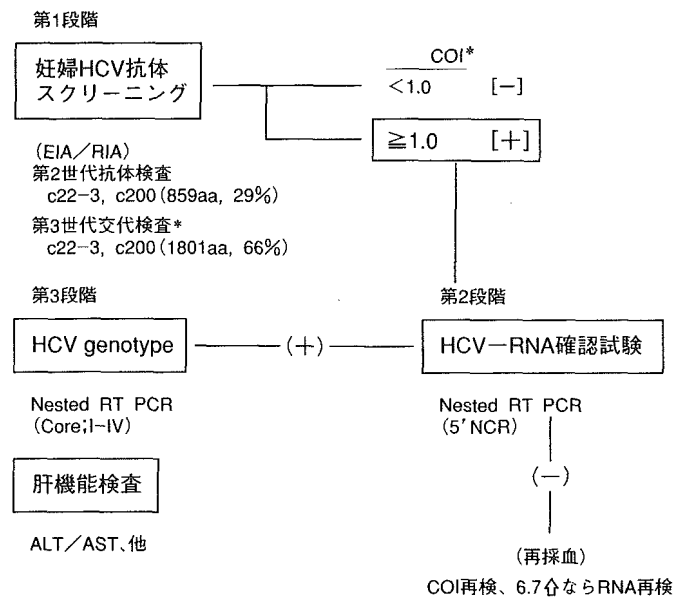 第1段階
妊婦HCV抗体
スクリーニング
COI*
<1.0 [－]
≧1.0 [＋]
(EIA／RIA)
第2世代抗体検査
c22-3, c200(859aa, 29%)
第3世代交代検査*
c22-3, c200(1801aa, 66%)
第3段階
第2段階
HCV genotype
(＋)
HCV－RNA確認試験
Nested RT PCR
(Core;I-IV)
Nested RT PCR
(5′NCR)
肝機能検査
(－)
ALT／AST、他
(再採血)
COI再検、6.7⇧ならRNA再検